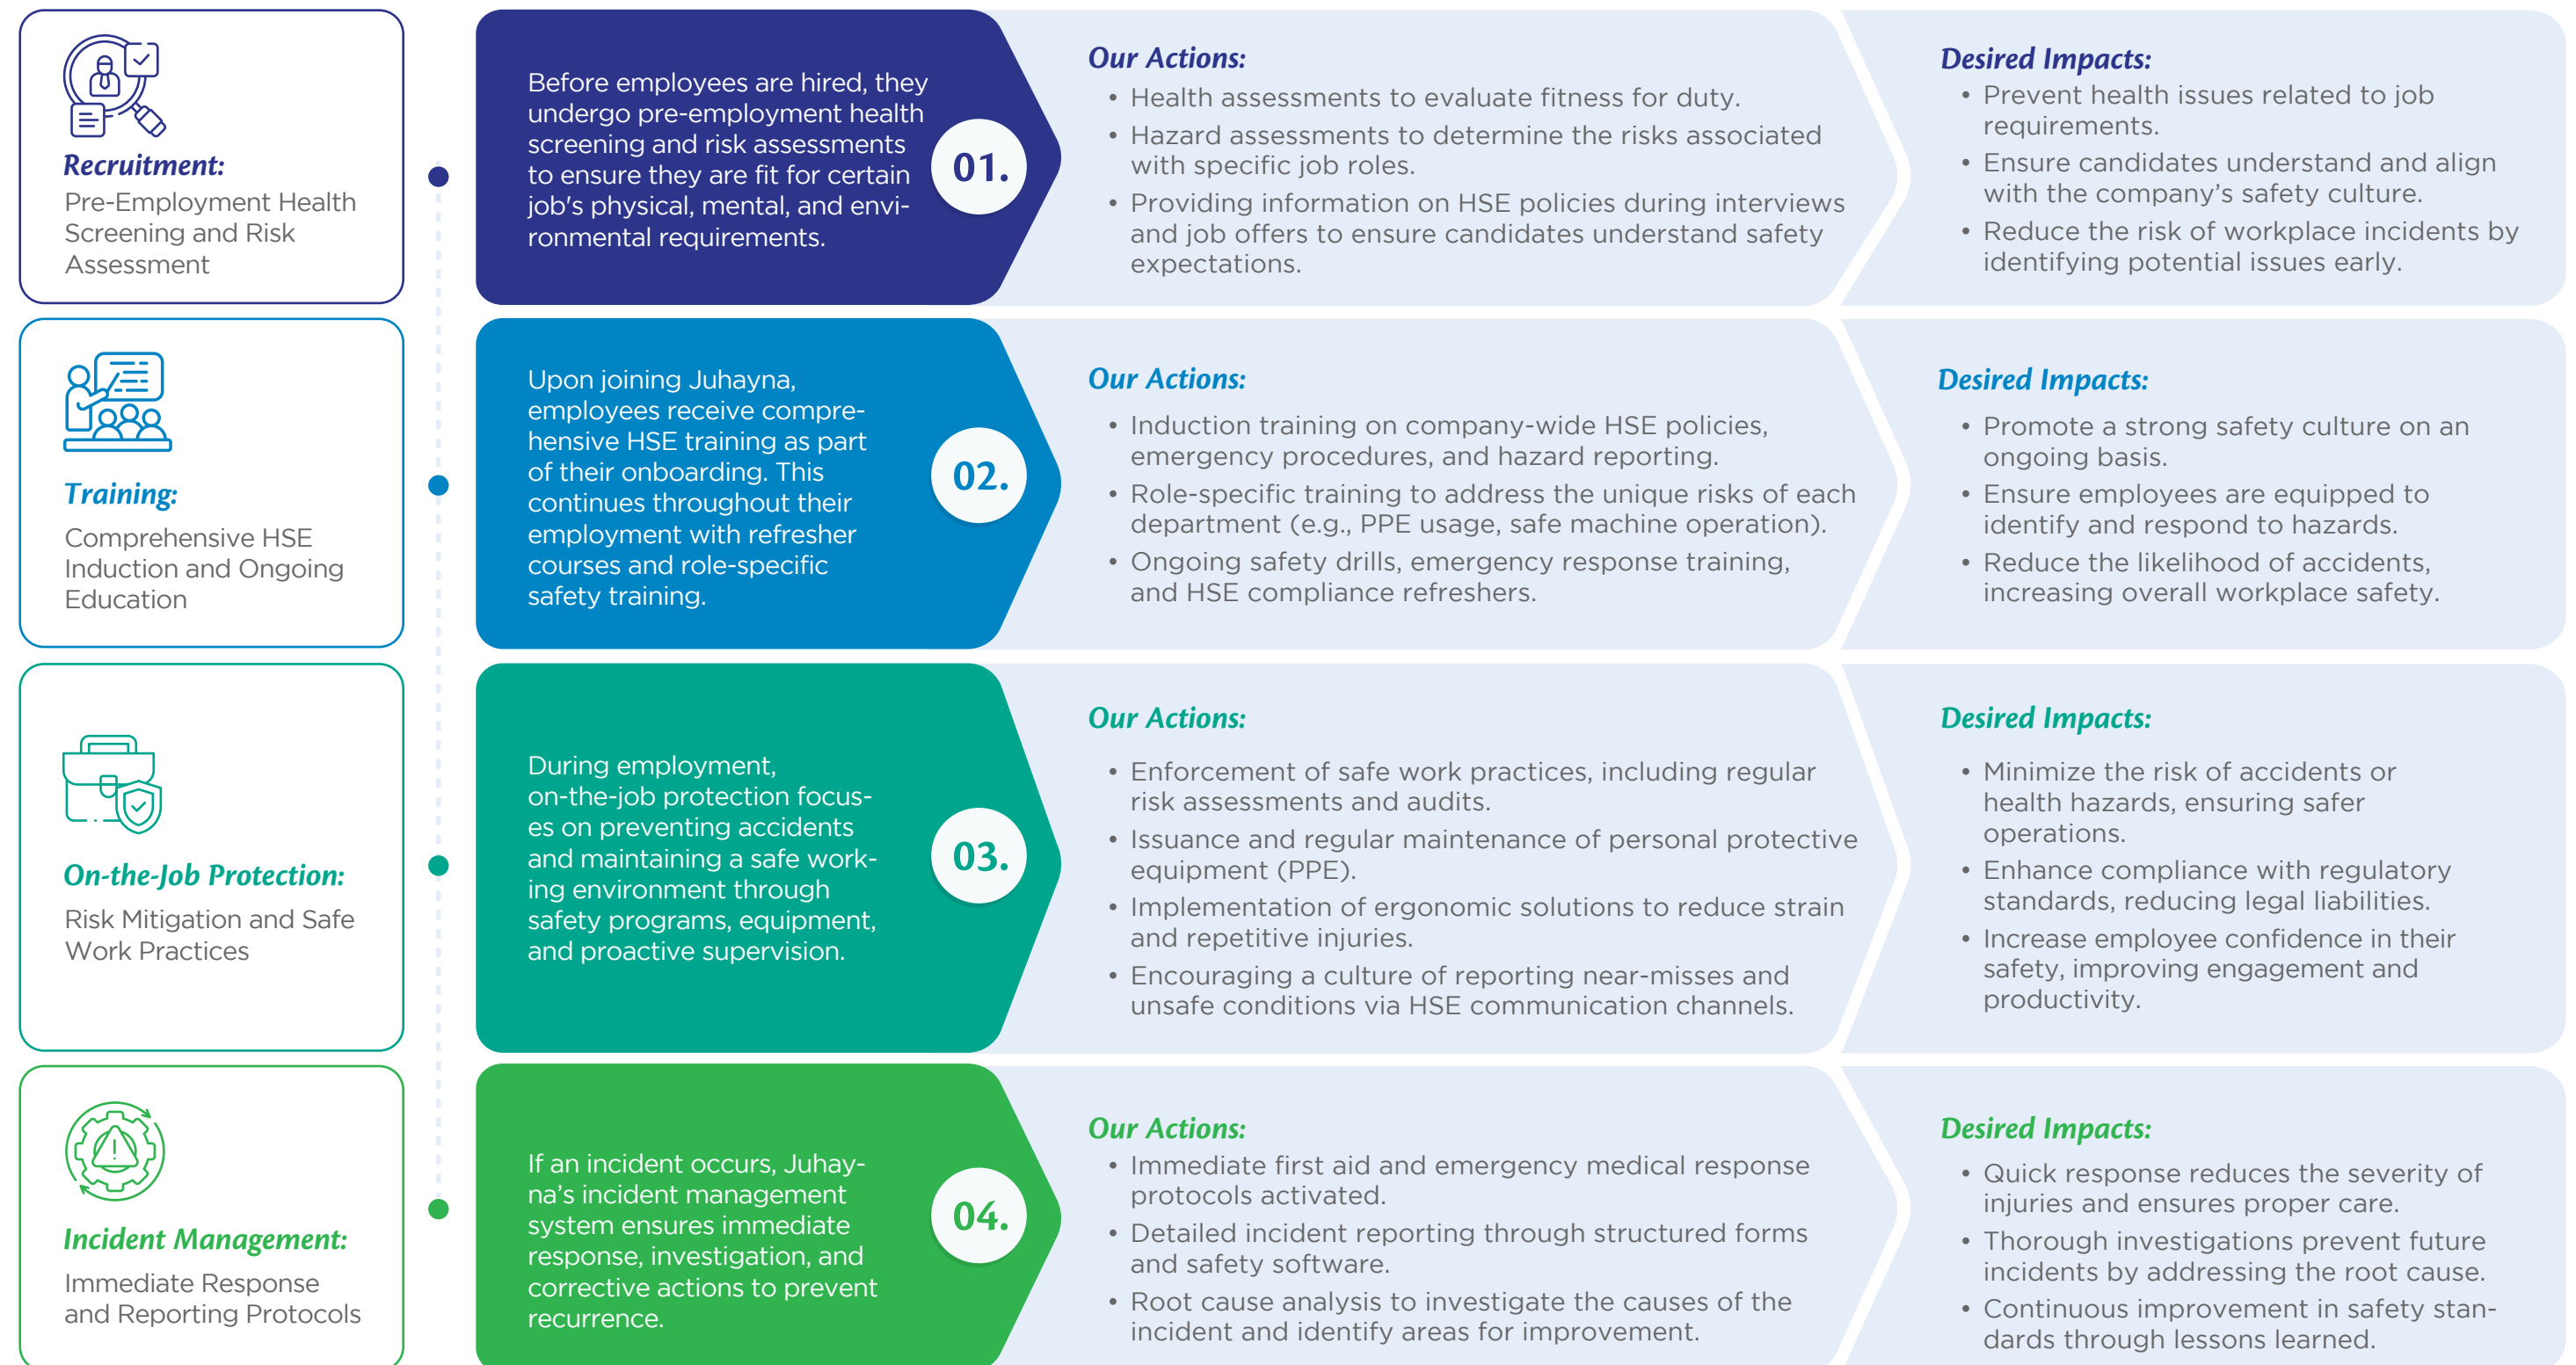 Recruitment:
Pre-Employment Health
Screening and Risk
Assessment
Before employees are hired, they
undergo pre-employment health
screening and risk assessments
to ensure they are fit for certain
job's physical, mental, and envi-
ronmental requirements.
01.
Our Actions:
• Health assessments to evaluate fitness for duty.
• Hazard assessments to determine the risks associated
with specific job roles.
• Providing information on HSE policies during interviews
and job offers to ensure candidates understand safety
expectations.
Desired Impacts:
• Prevent health issues related to job
requirements.
• Ensure candidates understand and align
with the company’s safety culture.
• Reduce the risk of workplace incidents by
identifying potential issues early.
Training:
Comprehensive HSE
Induction and Ongoing
Education
Upon joining Juhayna,
employees receive compre-
hensive HSE training as part
of their onboarding. This
continues throughout their
employment with refresher
courses and role-specific
safety training.
02.
Our Actions:
• Induction training on company-wide HSE policies,
emergency procedures, and hazard reporting.
• Role-specific training to address the unique risks of each
department (e.g., PPE usage, safe machine operation).
• Ongoing safety drills, emergency response training,
and HSE compliance refreshers.
Desired Impacts:
• Promote a strong safety culture on an
ongoing basis.
• Ensure employees are equipped to
identify and respond to hazards.
• Reduce the likelihood of accidents,
increasing overall workplace safety.
On-the-Job Protection:
Risk Mitigation and Safe
Work Practices
During employment,
on-the-job protection focus-
es on preventing accidents
and maintaining a safe work-
ing environment through
safety programs, equipment,
and proactive supervision.
03.
Our Actions:
• Enforcement of safe work practices, including regular
risk assessments and audits.
• Issuance and regular maintenance of personal protective
equipment (PPE).
• Implementation of ergonomic solutions to reduce strain
and repetitive injuries.
• Encouraging a culture of reporting near-misses and
unsafe conditions via HSE communication channels.
Desired Impacts:
• Minimize the risk of accidents or
health hazards, ensuring safer
operations.
• Enhance compliance with regulatory
standards, reducing legal liabilities.
• Increase employee confidence in their
safety, improving engagement and
productivity.
Incident Management:
Immediate Response
and Reporting Protocols
If an incident occurs, Juhay-
na’s incident management
system ensures immediate
response, investigation, and
corrective actions to prevent
recurrence.
04.
Our Actions:
• Immediate first aid and emergency medical response
protocols activated.
• Detailed incident reporting through structured forms
and safety software.
• Root cause analysis to investigate the causes of the
incident and identify areas for improvement.
Desired Impacts:
• Quick response reduces the severity of
injuries and ensures proper care.
• Thorough investigations prevent future
incidents by addressing the root cause.
• Continuous improvement in safety stan-
dards through lessons learned.